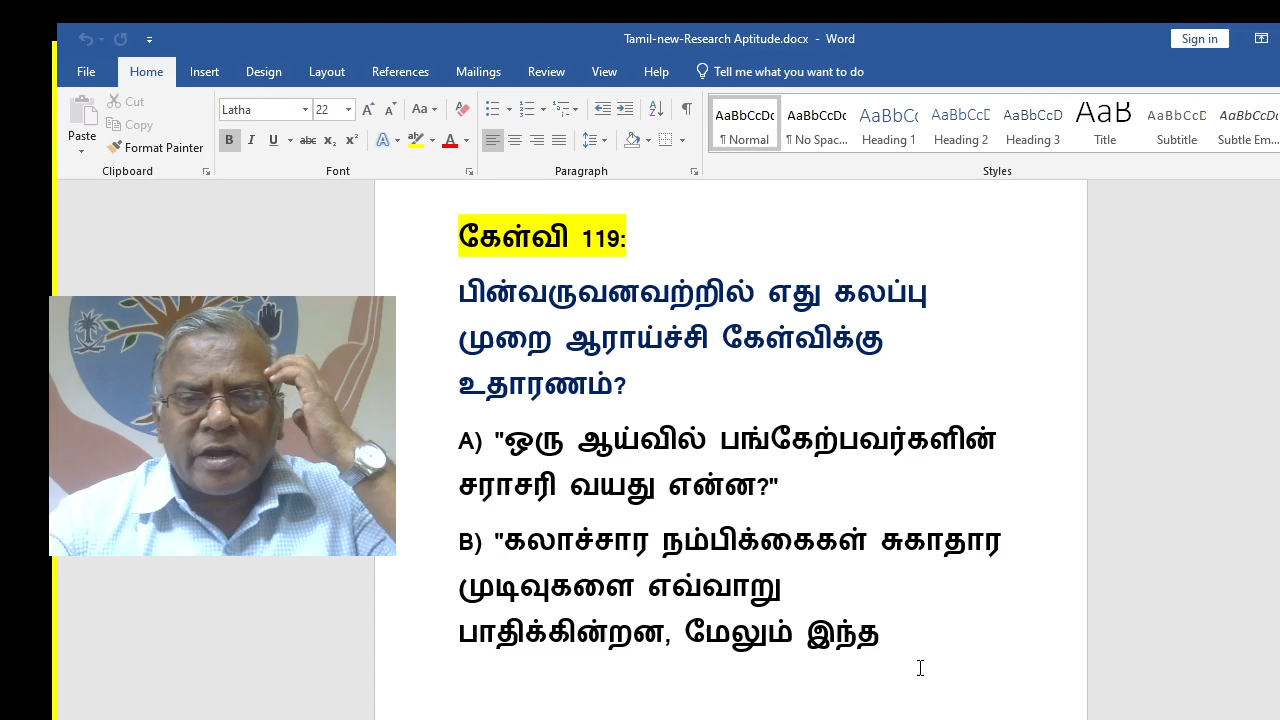 Tamil-new-Research Aptitude.docx - Word
Sign in
File Home Insert Design Layout References Mailings Review View Help Tell me what you want to do
Paste
Cut
Copy
Format Painter
Clipboard
Latha 22
Font
Paragraph
AaBbCcDc AaBbCcDc AaBbCc AaBbCcD AaBbCcD AaB AaBbCcD AaBbCcDc
¶ Normal ¶ No Spac... Heading 1 Heading 2 Heading 3 Title Subtitle Subtle Em...
Styles
கேள்வி 119:
பின்வருவனவற்றில் எது கலப்பு
முறை ஆராய்ச்சி கேள்விக்கு
உதாரணம்?
A) "ஒரு ஆய்வில் பங்கேற்பவர்களின்
சராசரி வயது என்ன?"
B) "கலாச்சார நம்பிக்கைகள் சுகாதார
முடிவுகளை எவ்வாறு
பாதிக்கின்றன, மேலும் இந்த